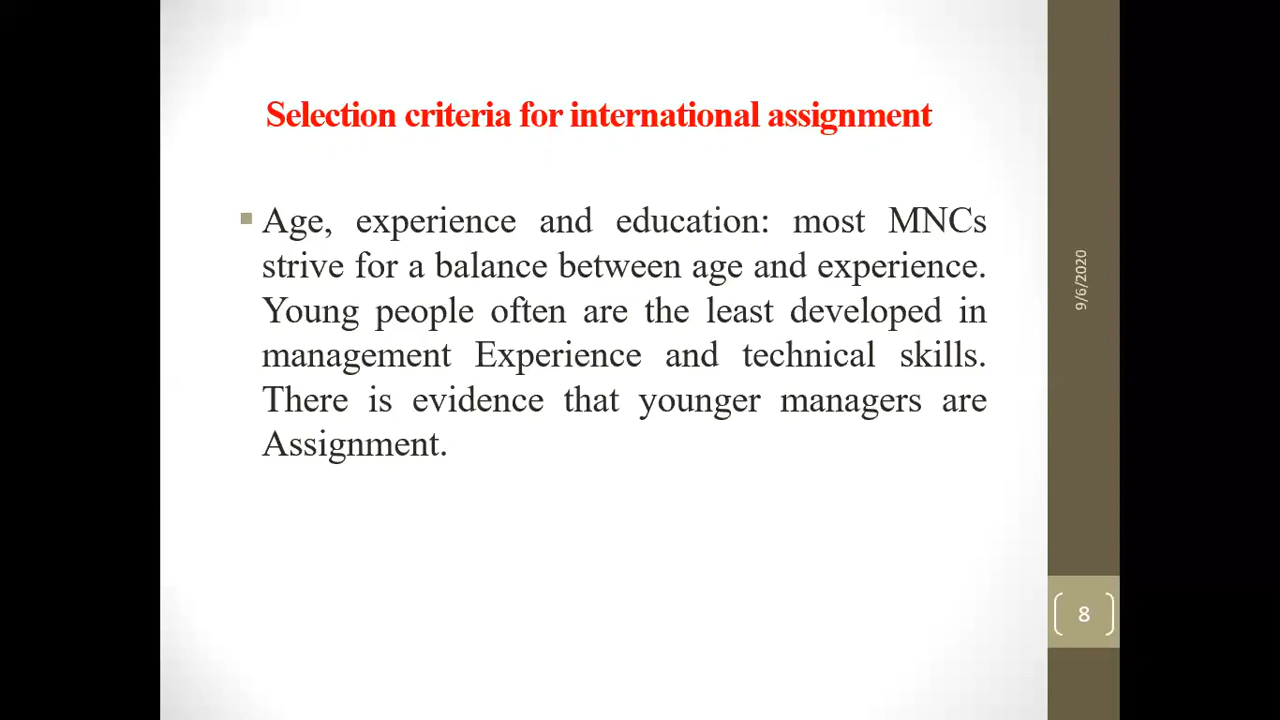 Selection criteria for international assignment
Age, experience and education: most MNCs
strive for a balance between age and experience.
Young people often are the least developed in
management Experience and technical skills.
There is evidence that younger managers are
Assignment.
9/6/2020
8